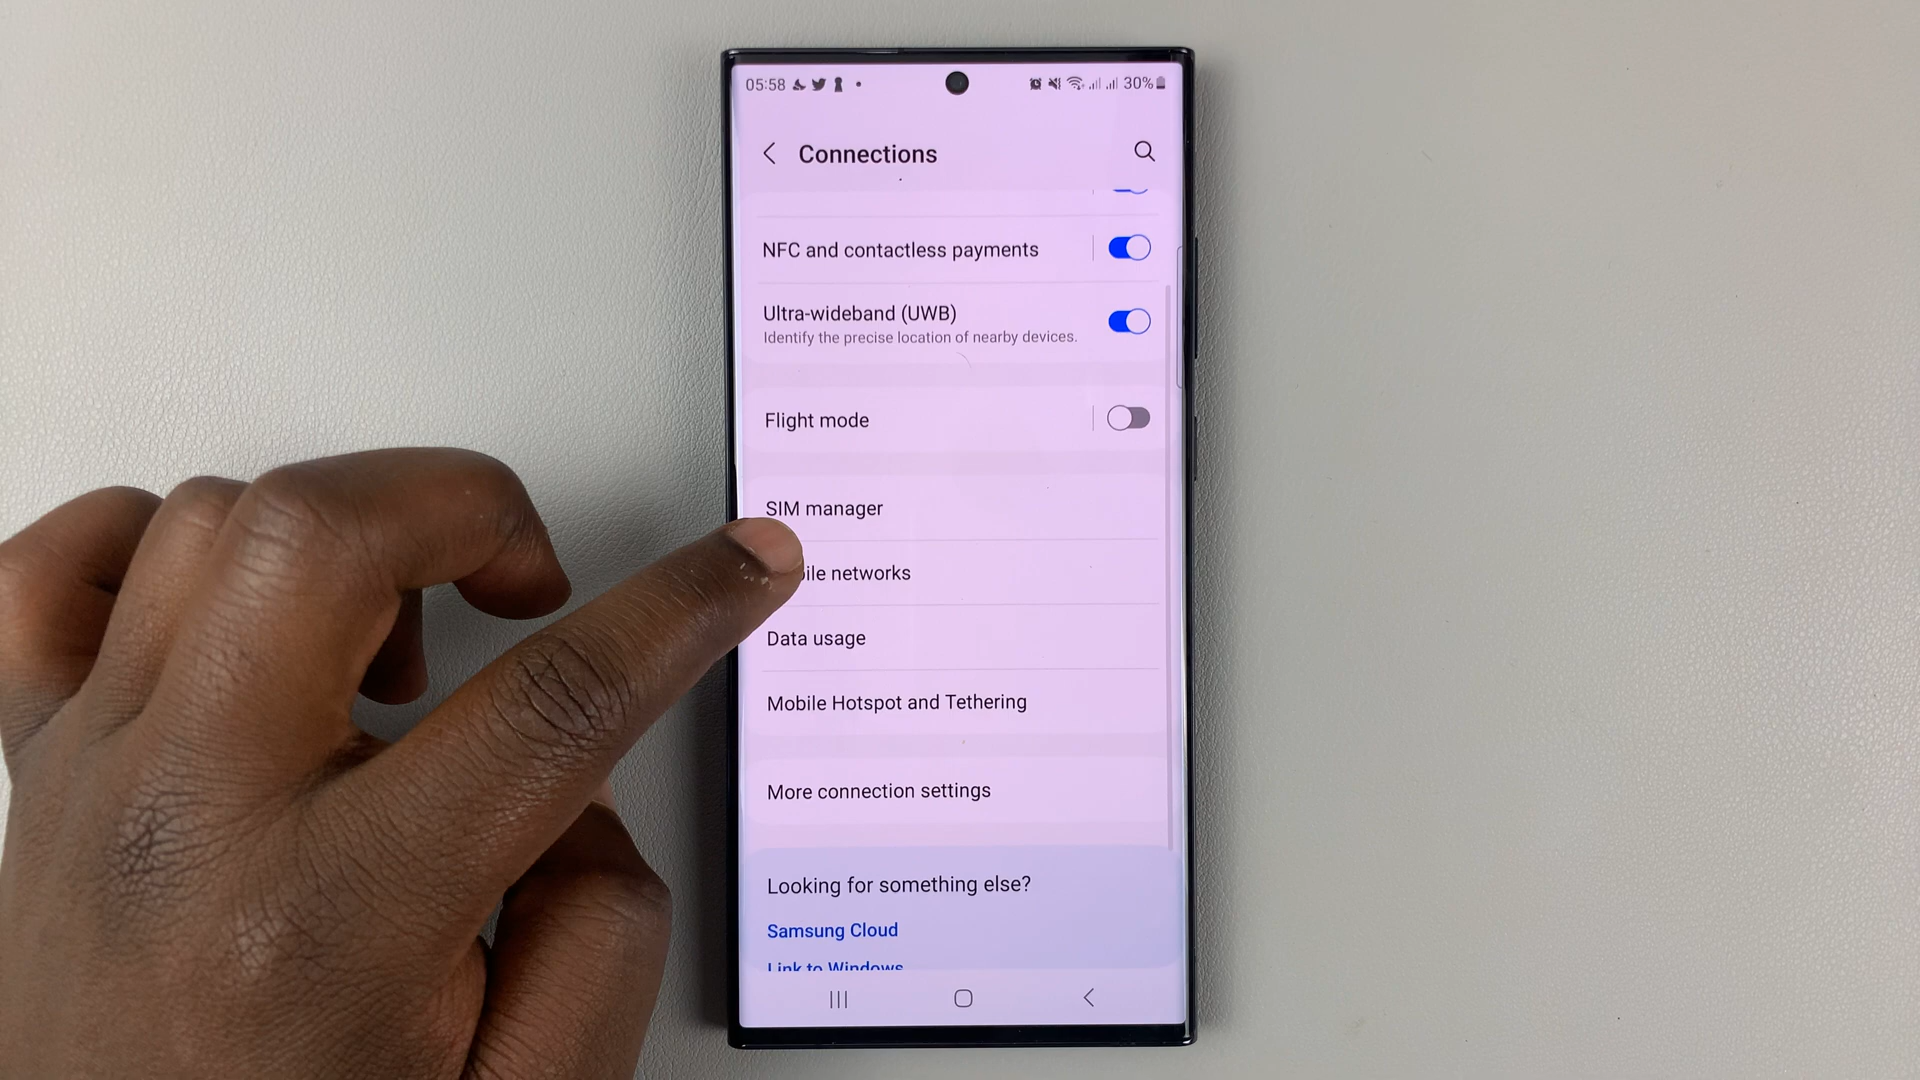 05:58 30%
Connections
NFC and contactless payments
Ultra-wideband (UWB)
Identify the precise location of nearby devices.
Flight mode
SIM manager
networks
Data usage
Mobile Hotspot and Tethering
More connection settings
Looking for something else?
Samsung Cloud
Link to Windows